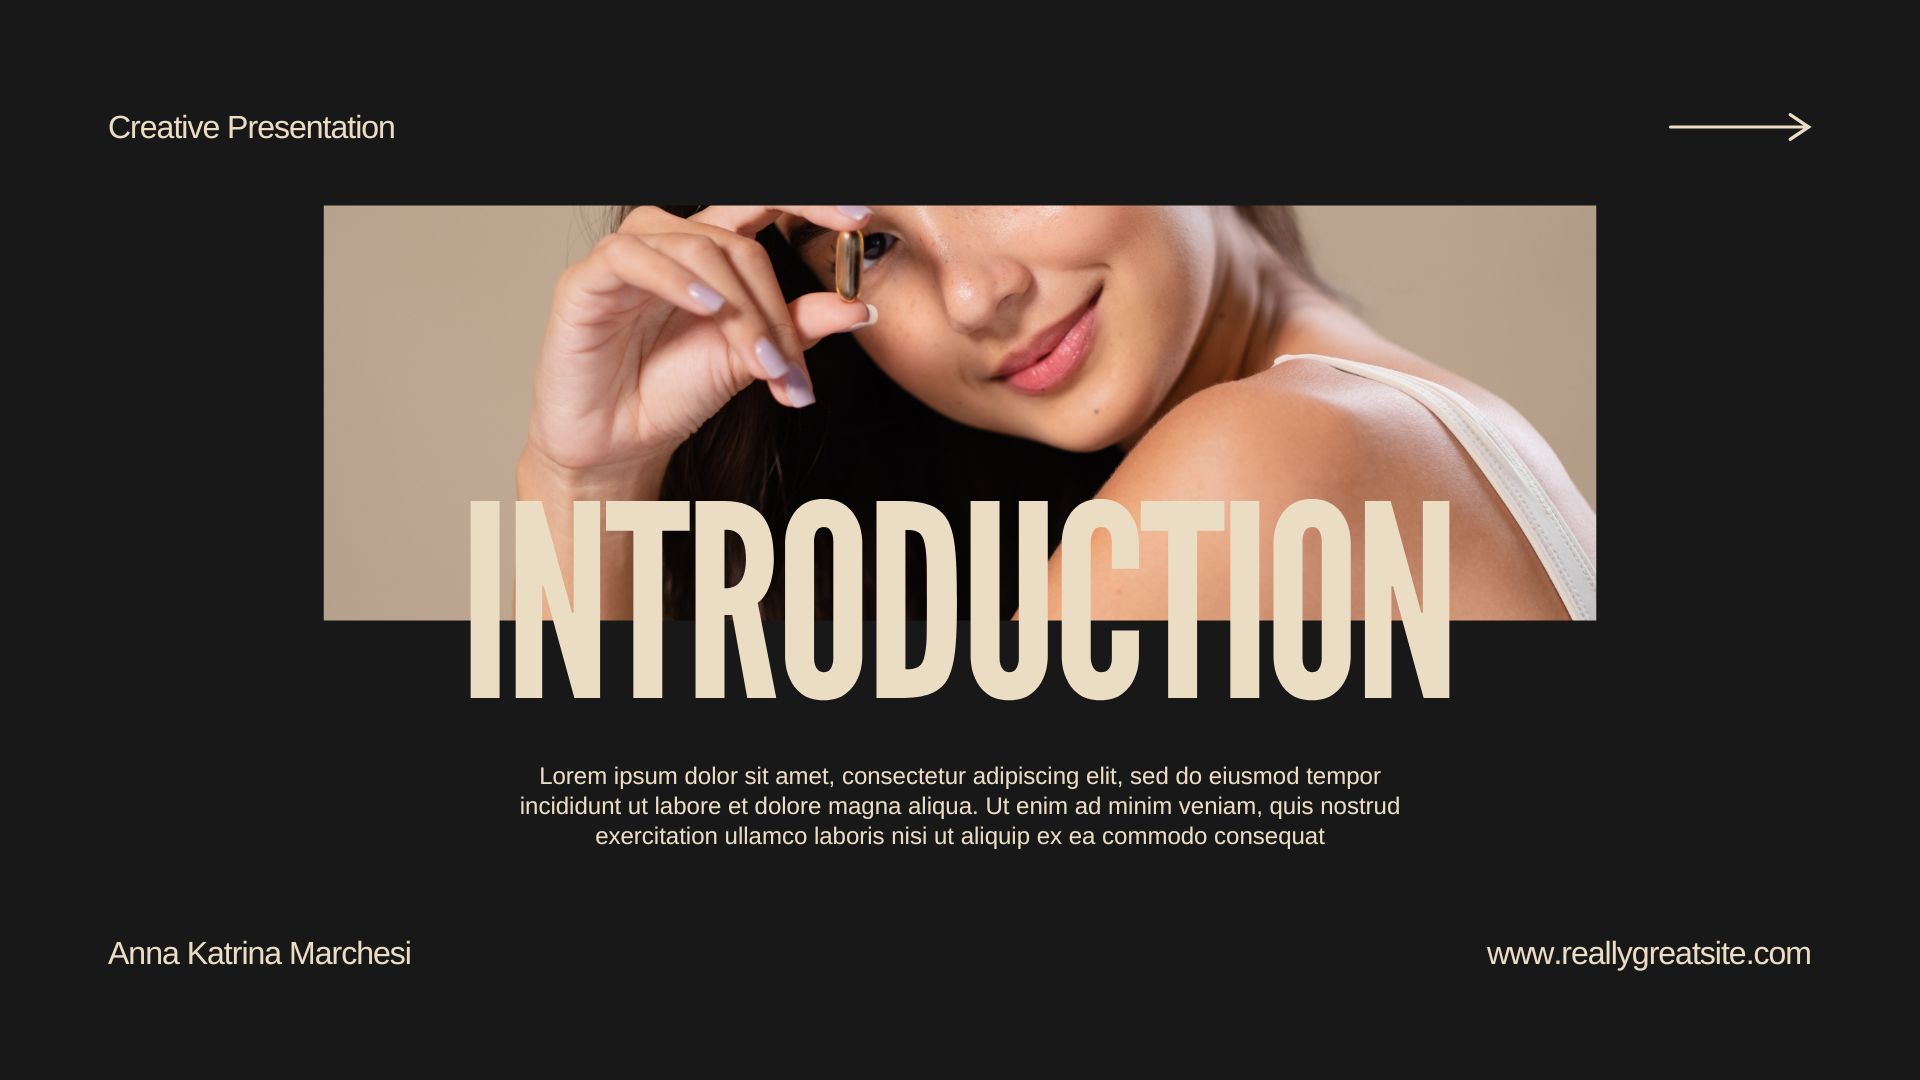 Creative Presentation
INTRODUCTION
Lorem ipsum dolor sit amet, consectetur adipiscing elit, sed do eiusmod tempor
incididunt ut labore et dolore magna aliqua. Ut enim ad minim veniam, quis nostrud
exercitation ullamco laboris nisi ut aliquip ex ea commodo consequat
Anna Katrina Marchesi
www.reallygreatsite.com